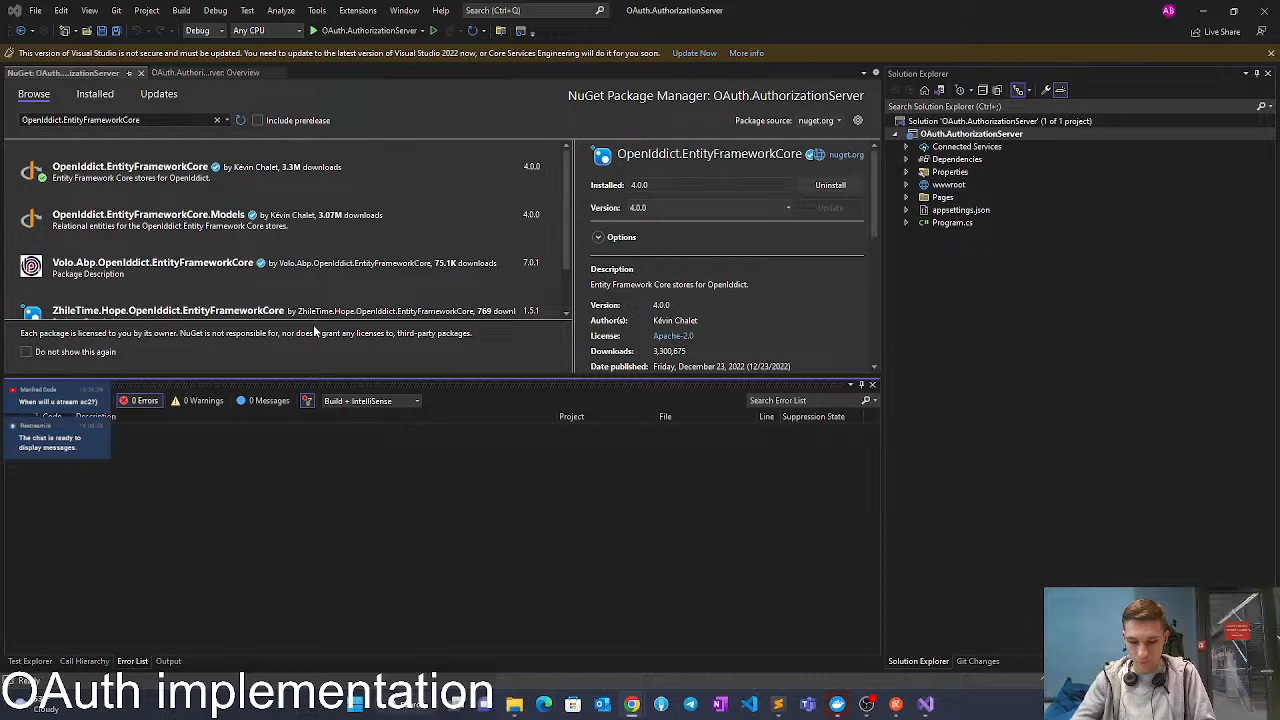 File Edit View Git Project Build Debug Test Analyze Tools Extensions Window Help Search (Ctrl+Q) OAuth.AuthorizationServer AB
Debug Any CPU OAuth.AuthorizationServer Live Share
This version of Visual Studio is not secure and must be updated. You need to update to the latest version of Visual Studio 2022 now, or Core Services Engineering will do it for you soon. Update Now More info
NuGet: OAuth....izationServer OAuth.Authori...rver: Overview
Browse Installed Updates NuGet Package Manager: OAuth.AuthorizationServer
OpenIddict.EntityFrameworkCore Include prerelease Package source: nuget.org
OpenIddict.EntityFrameworkCore by Kévin Chalet, 3.3M downloads 4.0.0
Entity Framework Core stores for OpenIddict.
OpenIddict.EntityFrameworkCore.Models by Kévin Chalet, 3.07M downloads 4.0.0
Relational entities for the OpenIddict Entity Framework Core stores.
Volo.Abp.OpenIddict.EntityFrameworkCore by Volo.Abp.OpenIddict.EntityFrameworkCore, 75.1K downloads 7.0.1
Package Description
ZhileTime.Hope.OpenIddict.EntityFrameworkCore by ZhileTime.Hope.OpenIddict.EntityFrameworkCore, 769 downl 1.5.1
Each package is licensed to you by its owner. NuGet is not responsible for, nor does it grant any licenses to, third-party packages.
Do not show this again
OpenIddict.EntityFrameworkCore nuget.org
Installed: 4.0.0 Uninstall
Version: 4.0.0 Update
Options
Description
Entity Framework Core stores for OpenIddict.
Version: 4.0.0
Author(s): Kévin Chalet
License: Apache-2.0
Downloads: 3,300,675
Date published: Friday, December 23, 2022 (12/23/2022)
Solution Explorer
Search Solution Explorer (Ctrl+;)
Solution 'OAuth.AuthorizationServer' (1 of 1 project)
OAuth.AuthorizationServer
Connected Services
Dependencies
Properties
wwwroot
Pages
appsettings.json
Program.cs
Manfred Code
When will u stream sc2?)
Restream.io
The chat is ready to
display messages.
0 Errors 0 Warnings 0 Messages Build + IntelliSense Search Error List
Code Description Project File Line Suppression State
Test Explorer Call Hierarchy Error List Output
Solution Explorer Git Changes
Ready
OAuth implementation
Cloudy